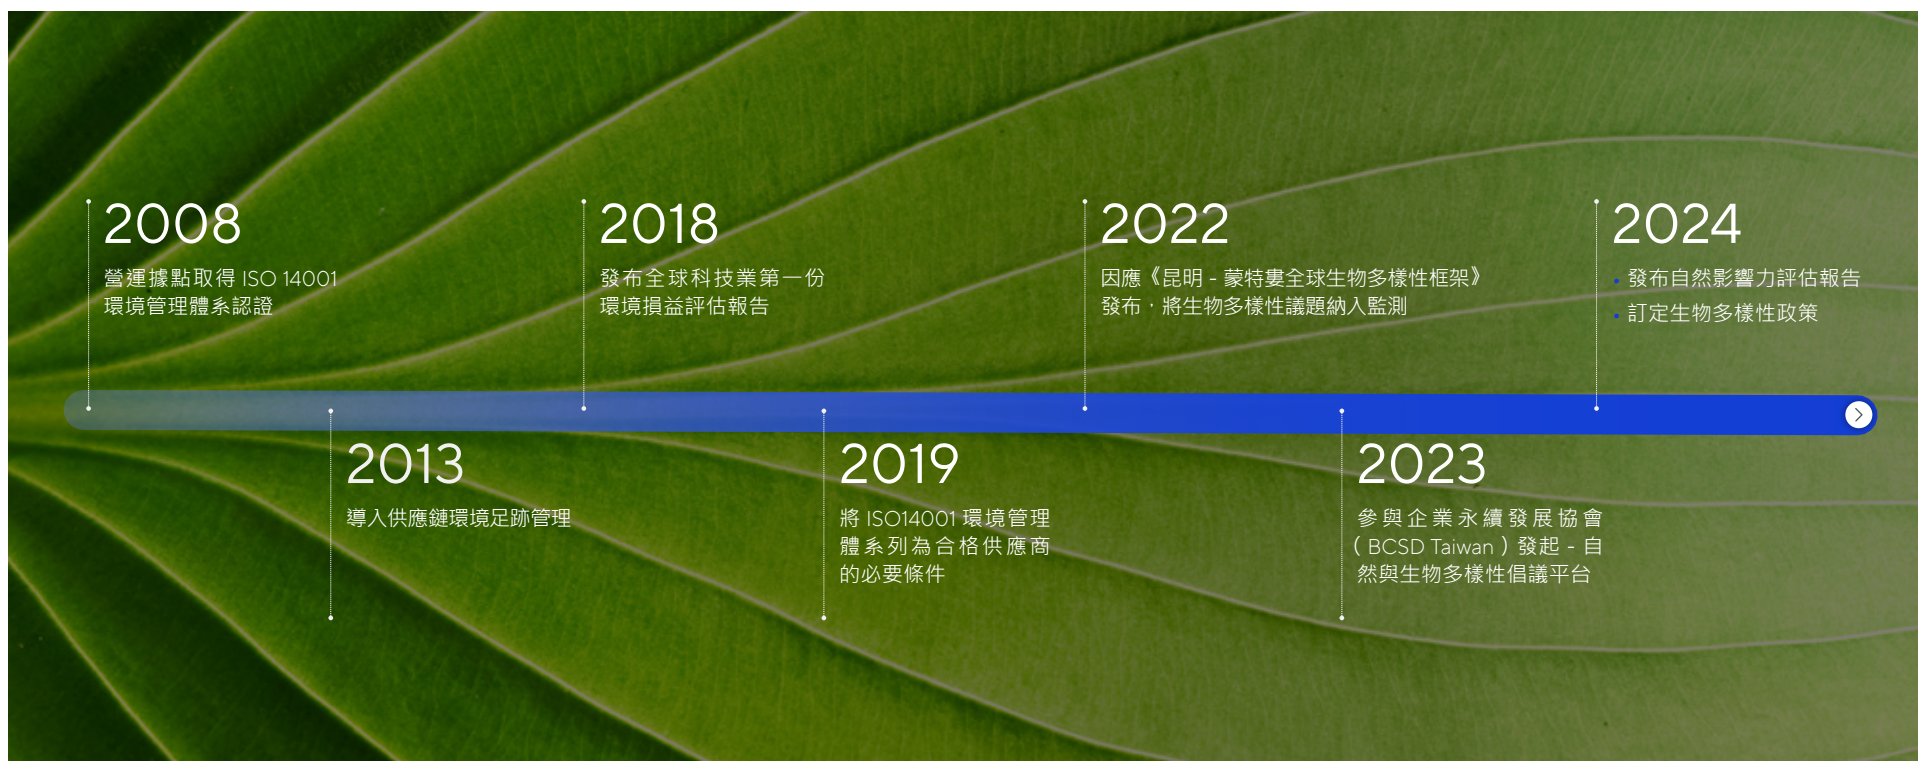 2008
營運據點取得 ISO 14001
環境管理體系認證
2013
導入供應鏈環境足跡管理
2018
發布全球科技業第一份
環境損益評估報告
2019
將 ISO14001 環境管理
體系列為合格供應商
的必要條件
2022
因應《昆明 - 蒙特婁全球生物多樣性框架》
發布，將生物多樣性議題納入監測
2023
參與企業永續發展協會
( BCSD Taiwan ) 發起 - 自
然與生物多樣性倡議平台
2024
• 發布自然影響力評估報告
• 訂定生物多樣性政策